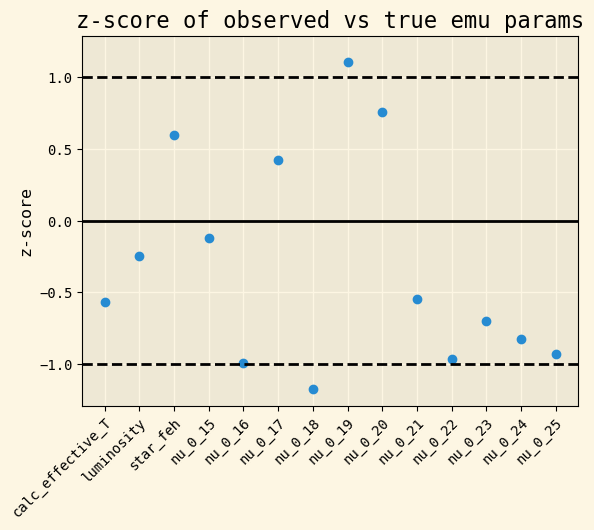 z-score of observed vs true emu params
z-score
1.0
0.5
0.0
−0.5
−1.0
calc_effective_T
luminosity
star_feh
nu_0_15
nu_0_16
nu_0_17
nu_0_18
nu_0_19
nu_0_20
nu_0_21
nu_0_22
nu_0_23
nu_0_24
nu_0_25